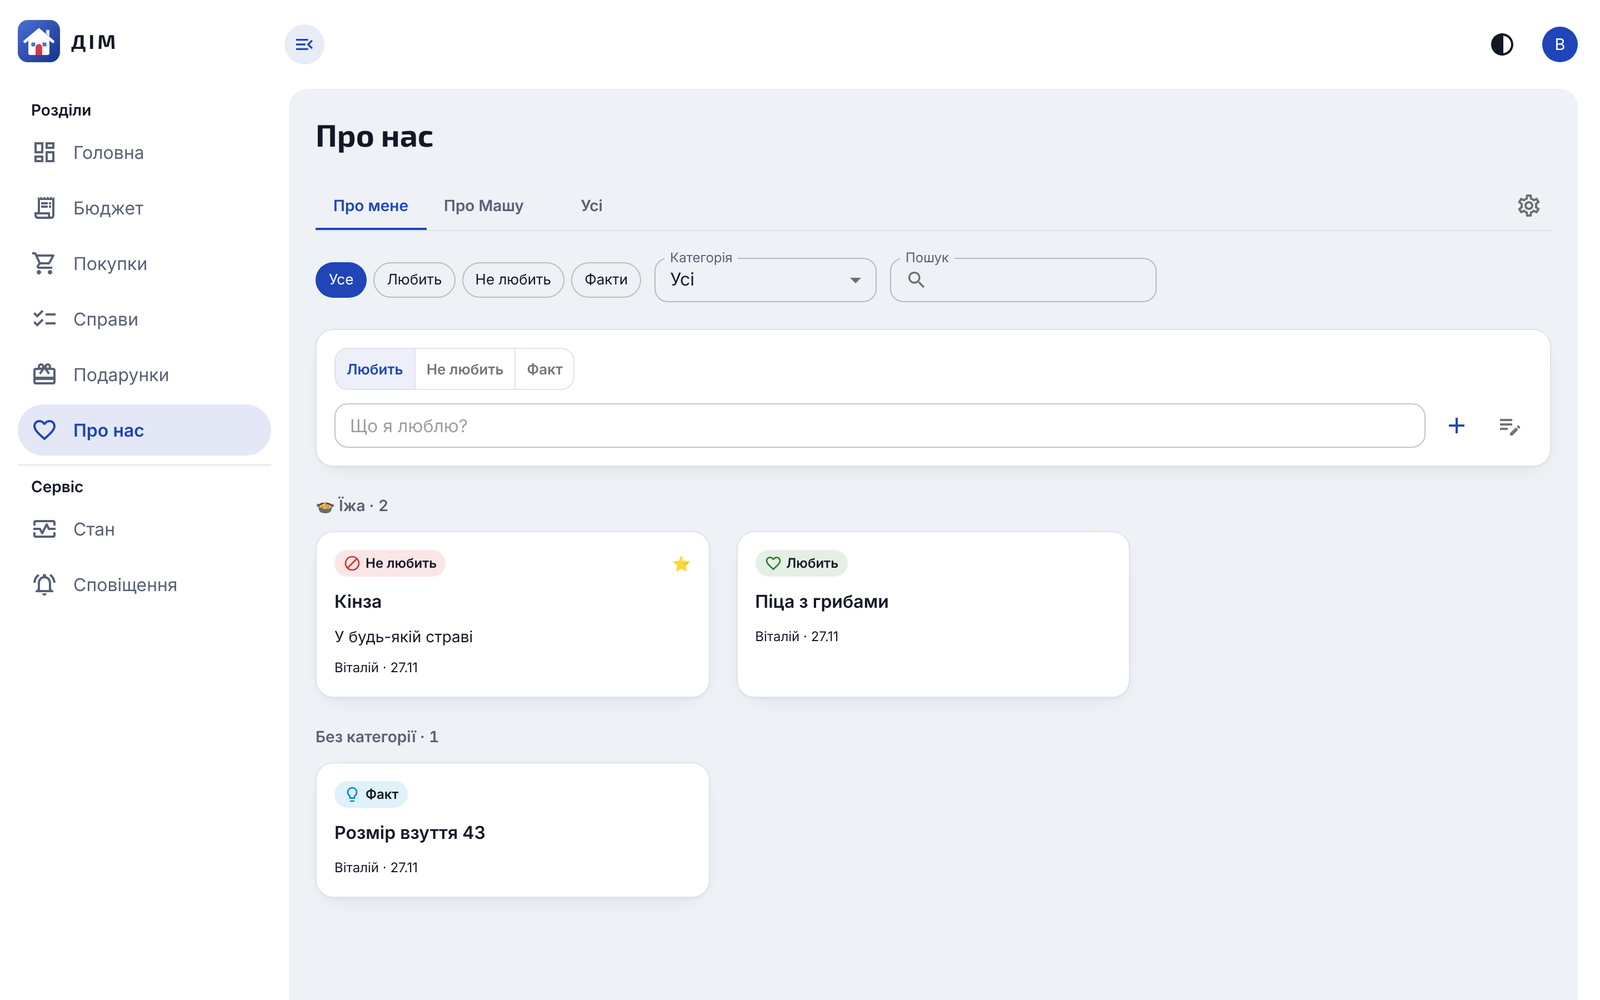 ДІМ
В
Розділи
Головна
Бюджет
Покупки
Справи
Подарунки
Про нас
Сервіс
Стан
Сповіщення
Про нас
Про мене
Про Машу
Усі
Усе
Любить
Не любить
Факти
Категорія
Усі
Пошук
Любить
Не любить
Факт
Що я люблю?
Їжа · 2
Не любить
Кінза
У будь-якій страві
Віталій · 27.11
Любить
Піца з грибами
Віталій · 27.11
Без категорії · 1
Факт
Розмір взуття 43
Віталій · 27.11